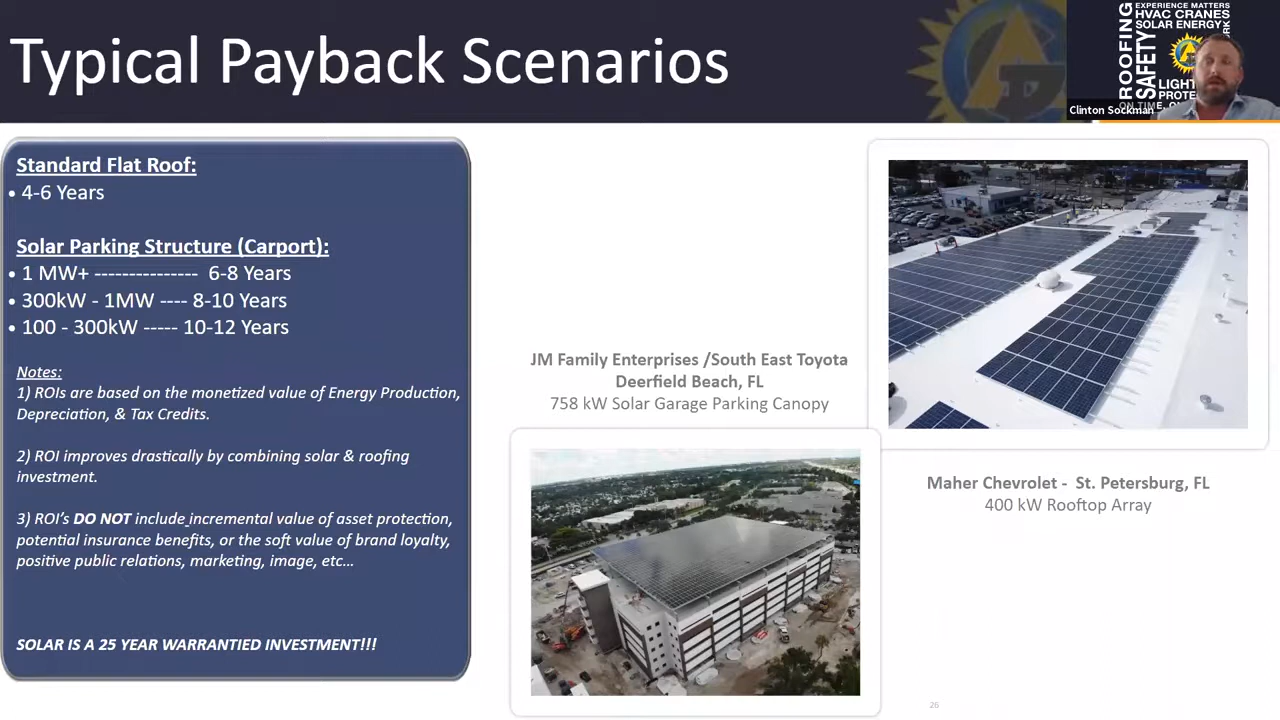 Typical Payback Scenarios
EXPERIENCE MATTERS
HVAC CRANES
SOLAR ENERGY
ROOFING
SAFETY
LIGHT
PROTE
ON TIME, O
Clinton Sockman
Standard Flat Roof:
• 4-6 Years
Solar Parking Structure (Carport):
• 1 MW+ --------------- 6-8 Years
• 300kW - 1MW ---- 8-10 Years
• 100 - 300kW ----- 10-12 Years
Notes:
1) ROIs are based on the monetized value of Energy Production,
Depreciation, & Tax Credits.
2) ROI improves drastically by combining solar & roofing
investment.
3) ROI's DO NOT include incremental value of asset protection,
potential insurance benefits, or the soft value of brand loyalty,
positive public relations, marketing, image, etc...
SOLAR IS A 25 YEAR WARRANTIED INVESTMENT!!!
JM Family Enterprises /South East Toyota
Deerfield Beach, FL
758 kW Solar Garage Parking Canopy
Maher Chevrolet - St. Petersburg, FL
400 kW Rooftop Array
26